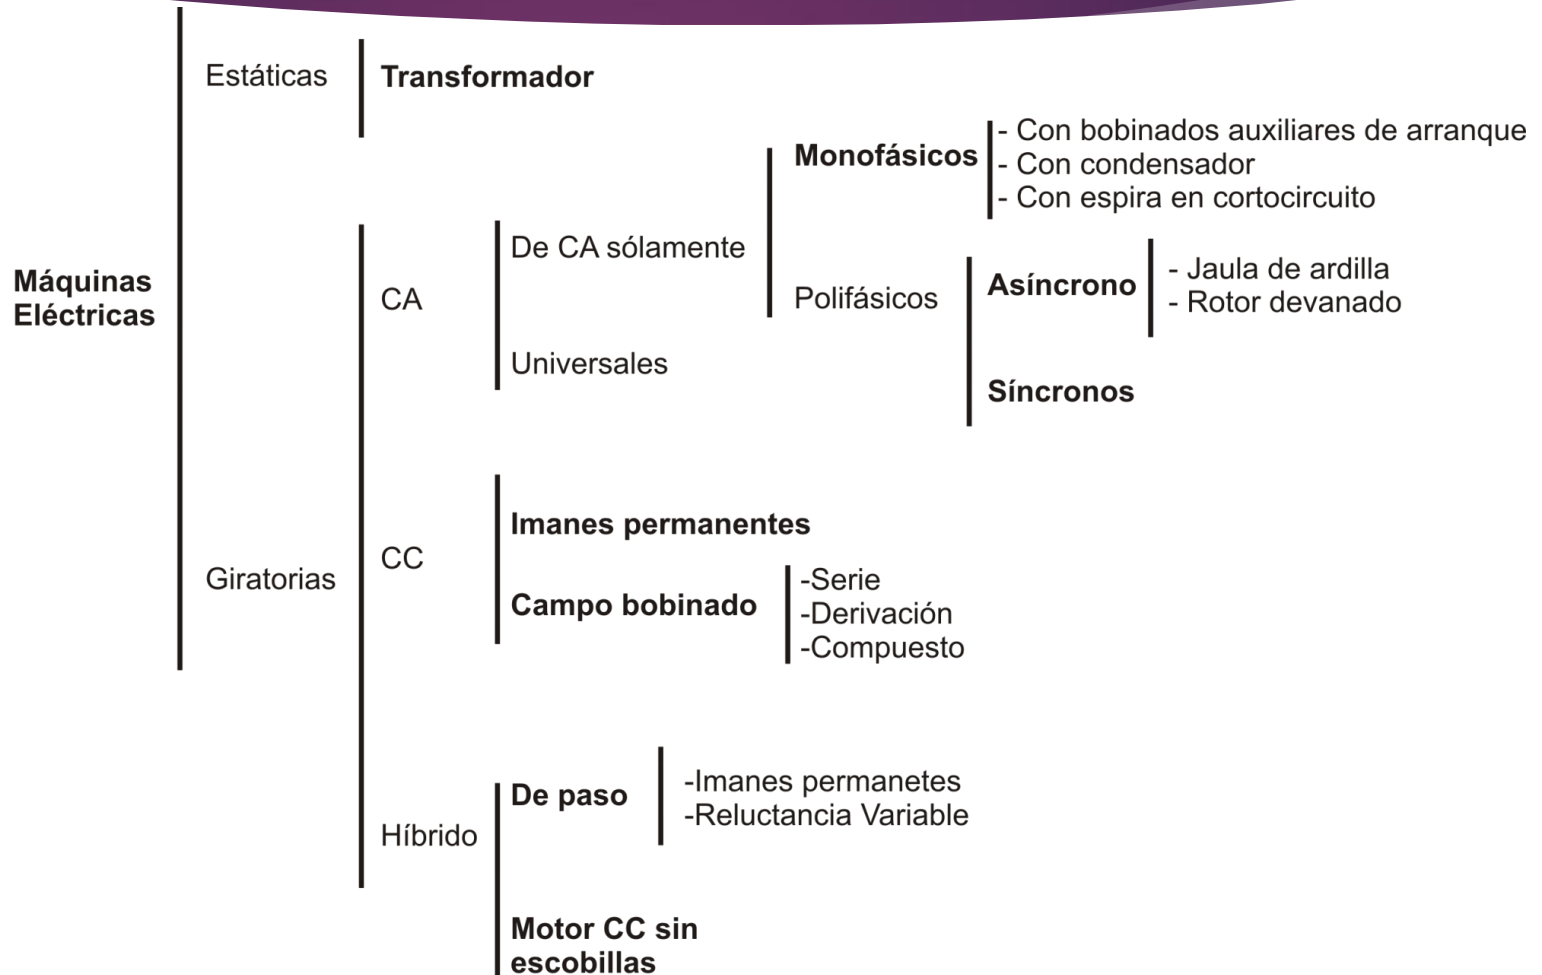 Estáticas
Transformador
Monofásicos
- Con bobinados auxiliares de arranque
- Con condensador
- Con espira en cortocircuito
Máquinas
Eléctricas
CA
De CA sólamente
Universales
Polifásicos
Asíncrono
- Jaula de ardilla
- Rotor devanado
Síncronos
Giratorias
CC
Imanes permanentes
Campo bobinado
-Serie
-Derivación
-Compuesto
Híbrido
De paso
-Imanes permanetes
-Reluctancia Variable
Motor CC sin
escobillas